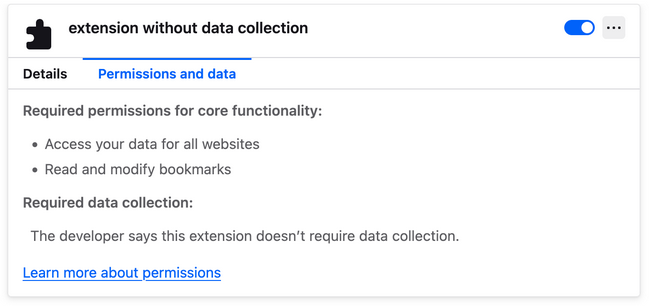 extension without data collection
Details
Permissions and data
Required permissions for core functionality:
Access your data for all websites
Read and modify bookmarks
Required data collection:
The developer says this extension doesn’t require data collection.
Learn more about permissions